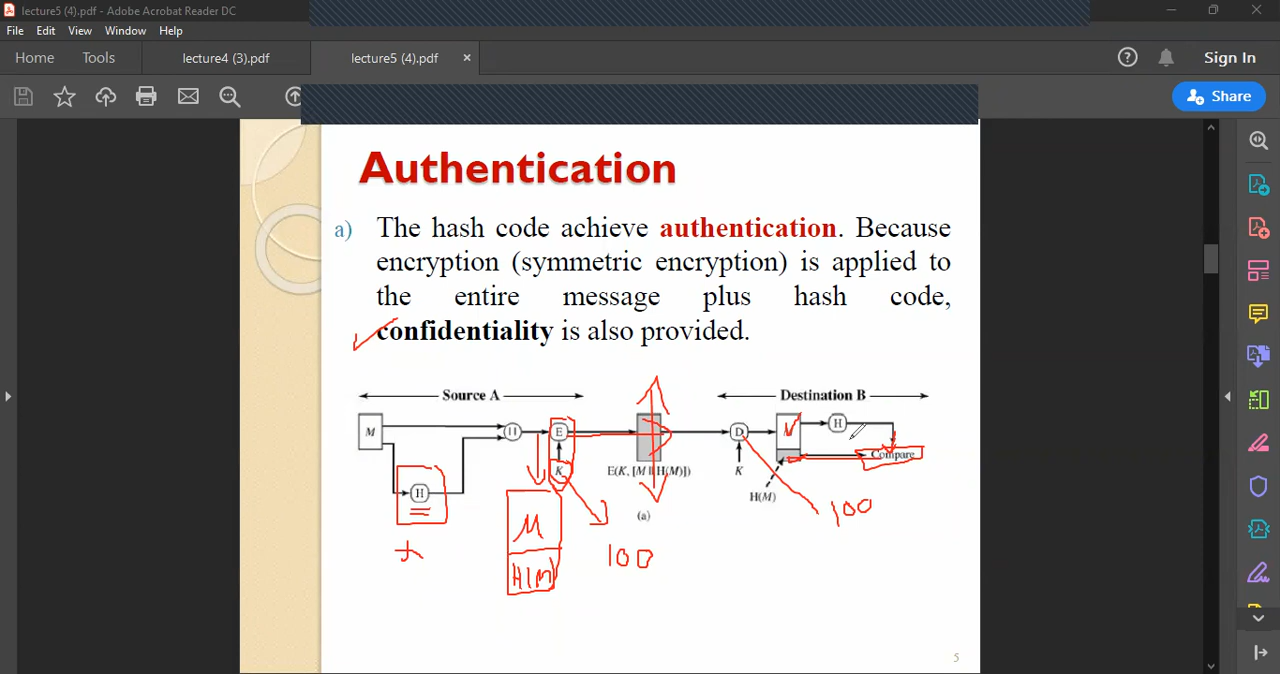 lecture5 (4).pdf - Adobe Acrobat Reader DC
File Edit View Window Help
Home Tools lecture4 (3).pdf lecture5 (4).pdf × Sign In
Share
Authentication
a) The hash code achieve authentication. Because
encryption (symmetric encryption) is applied to
the entire message plus hash code,
confidentiality is also provided.
Source A Destination B
M || E D M H
Compare
K E(K, [M || H(M)]) K
H
H(M)
(a)
100
M
100
H(M)
5